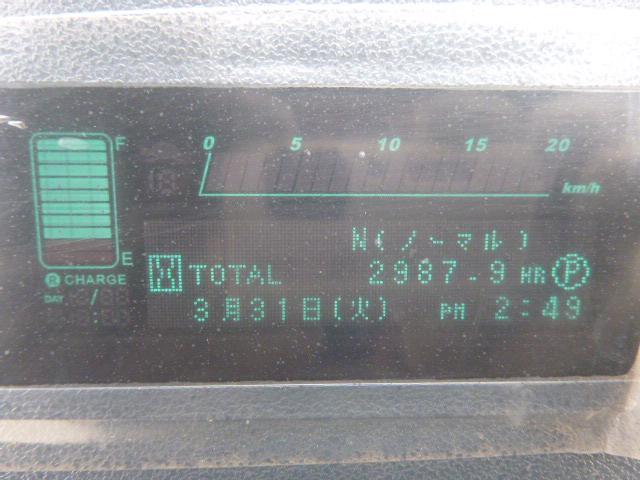 F
0 5 10 15 20
km/h
N(ノーマル)
E
TOTAL 2987.9 HR P
R CHARGE
DAY
3月31日(火) PM 2:49